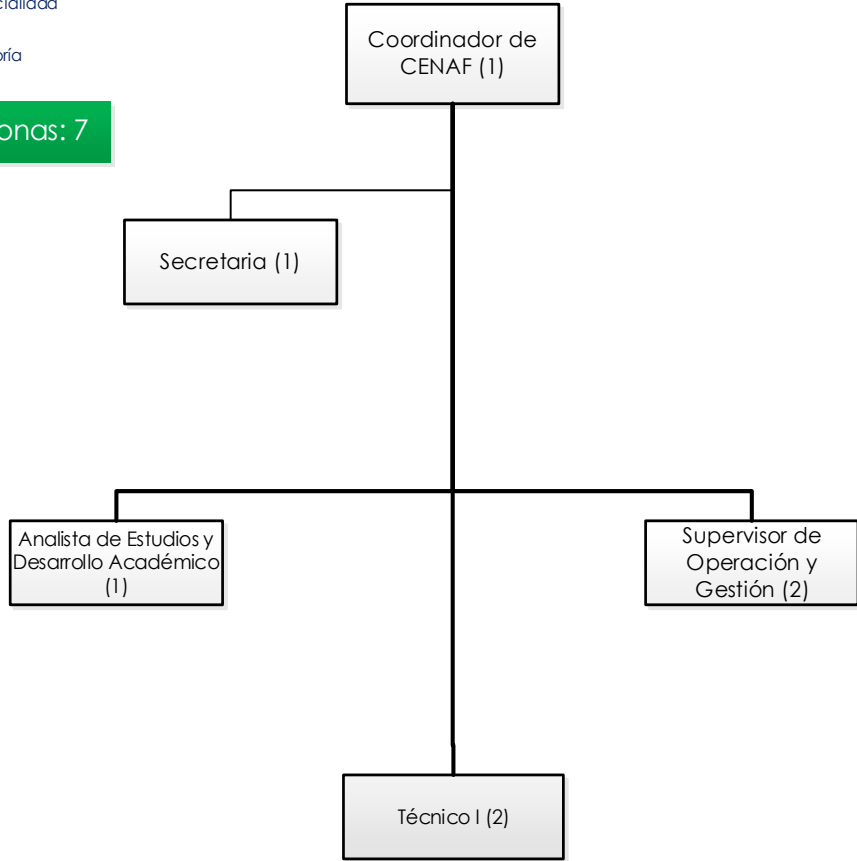 Coordinador de
CENAF (1)
: 7
Secretaria (1)
Analista de Estudios y
Desarrollo Académico
(1)
Supervisor de
Operación y
Gestión (2)
Técnico I (2)